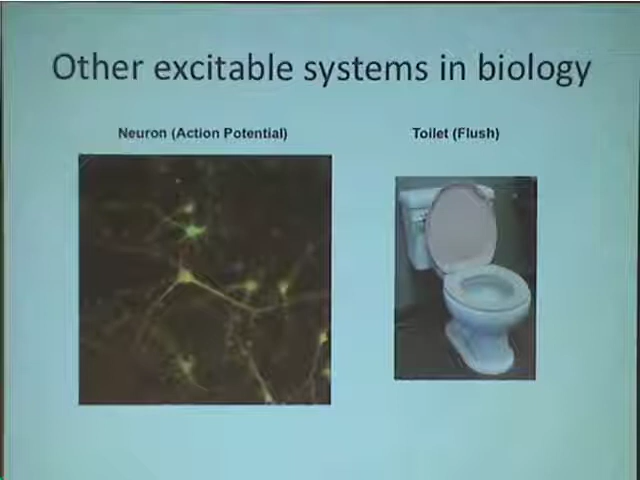 Other excitable systems in biology
Neuron (Action Potential)
Toilet (Flush)